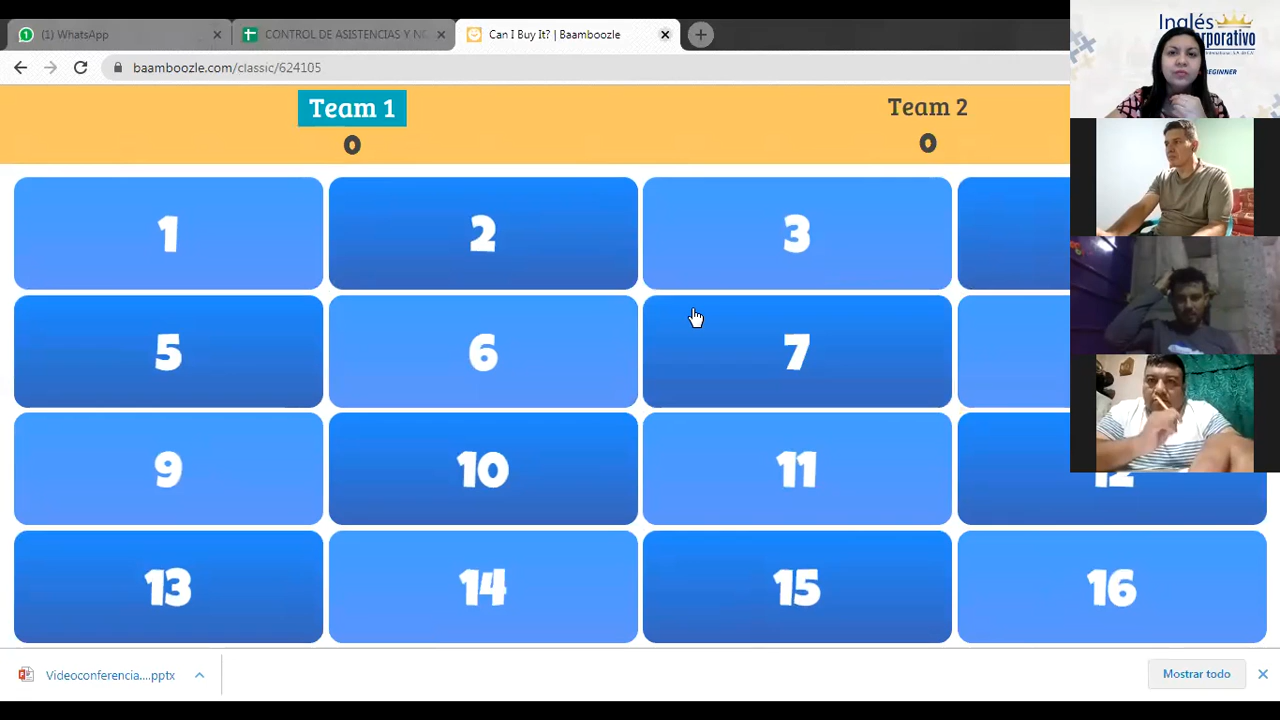 (1) WhatsApp
CONTROL DE ASISTENCIAS Y NO
Can I Buy It? | Baamboozle
baamboozle.com/classic/624105
Team 1
0
Team 2
0
1
2
3
5
6
7
9
10
11
12
13
14
15
16
Inglés
rporativo
BEGINNER
Videoconferencia....pptx
Mostrar todo